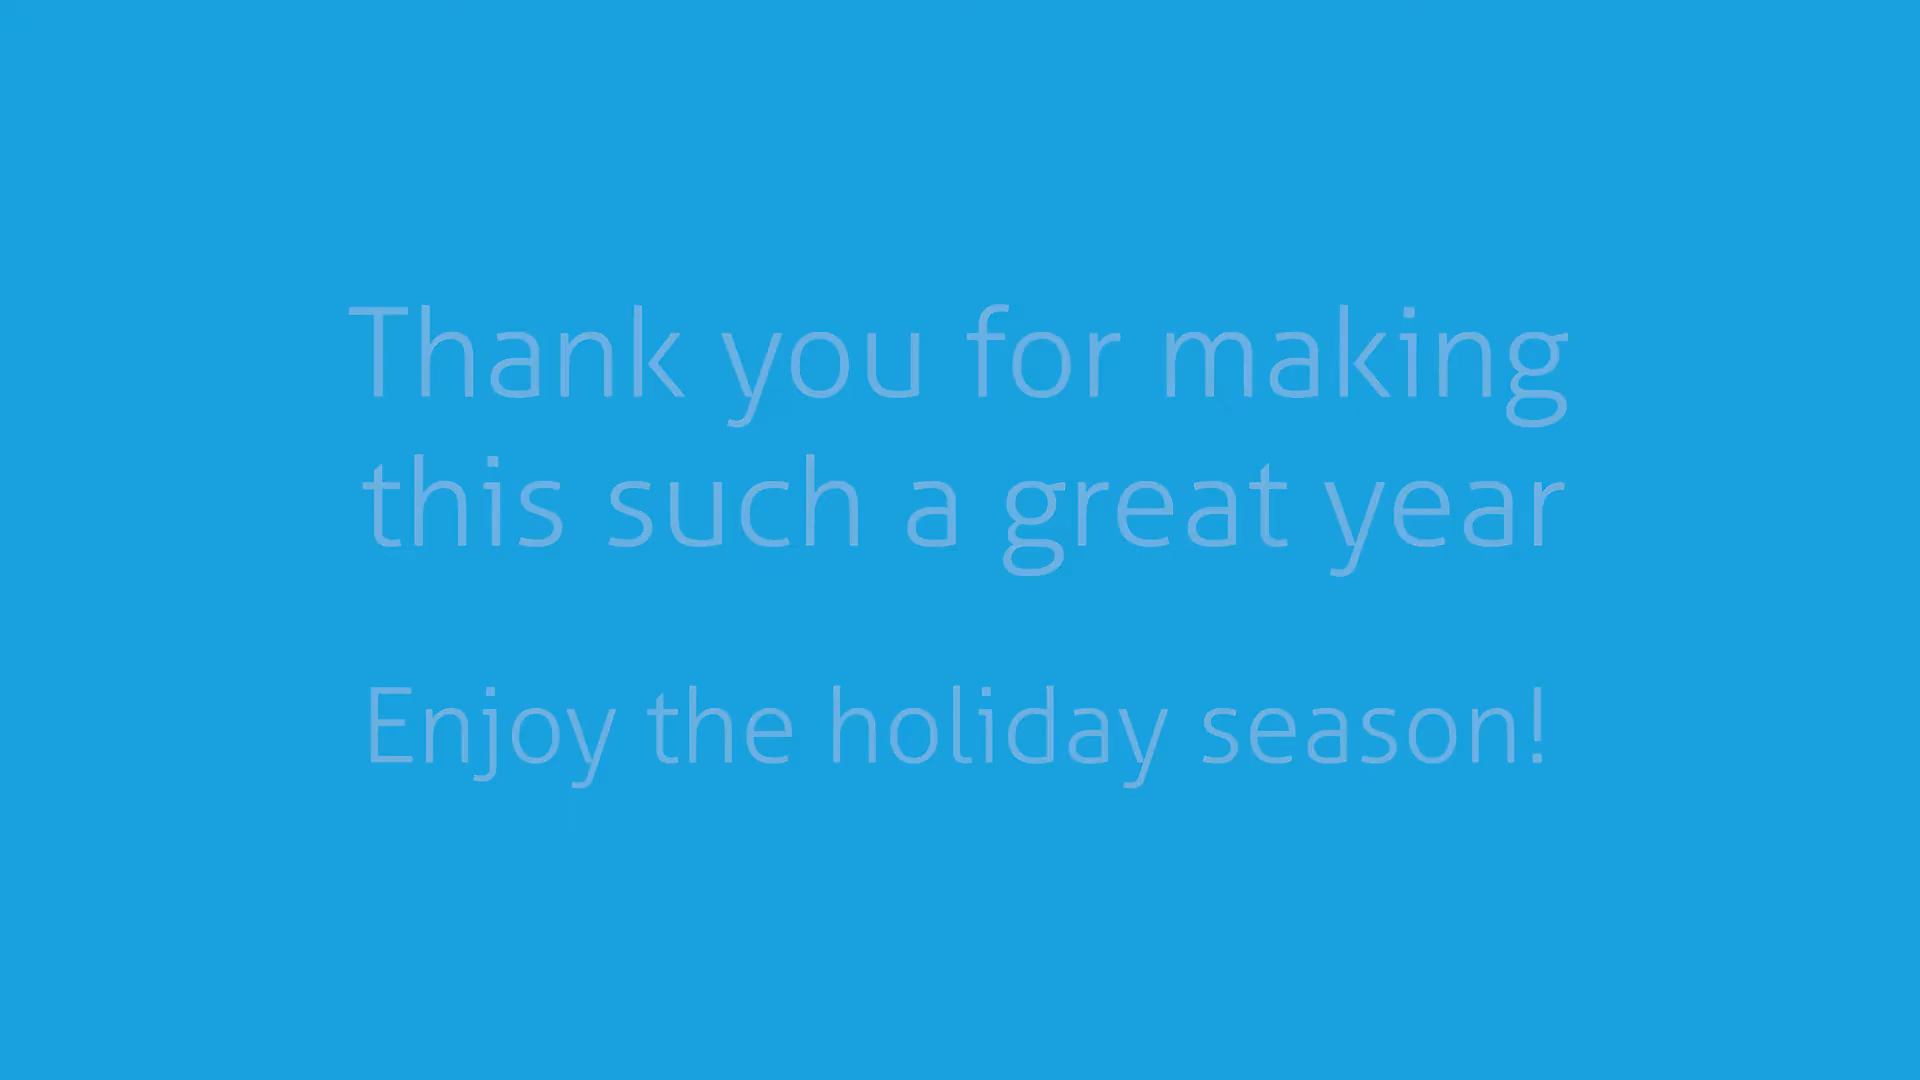 Thank you for making
this such a great year
Enjoy the holiday season!